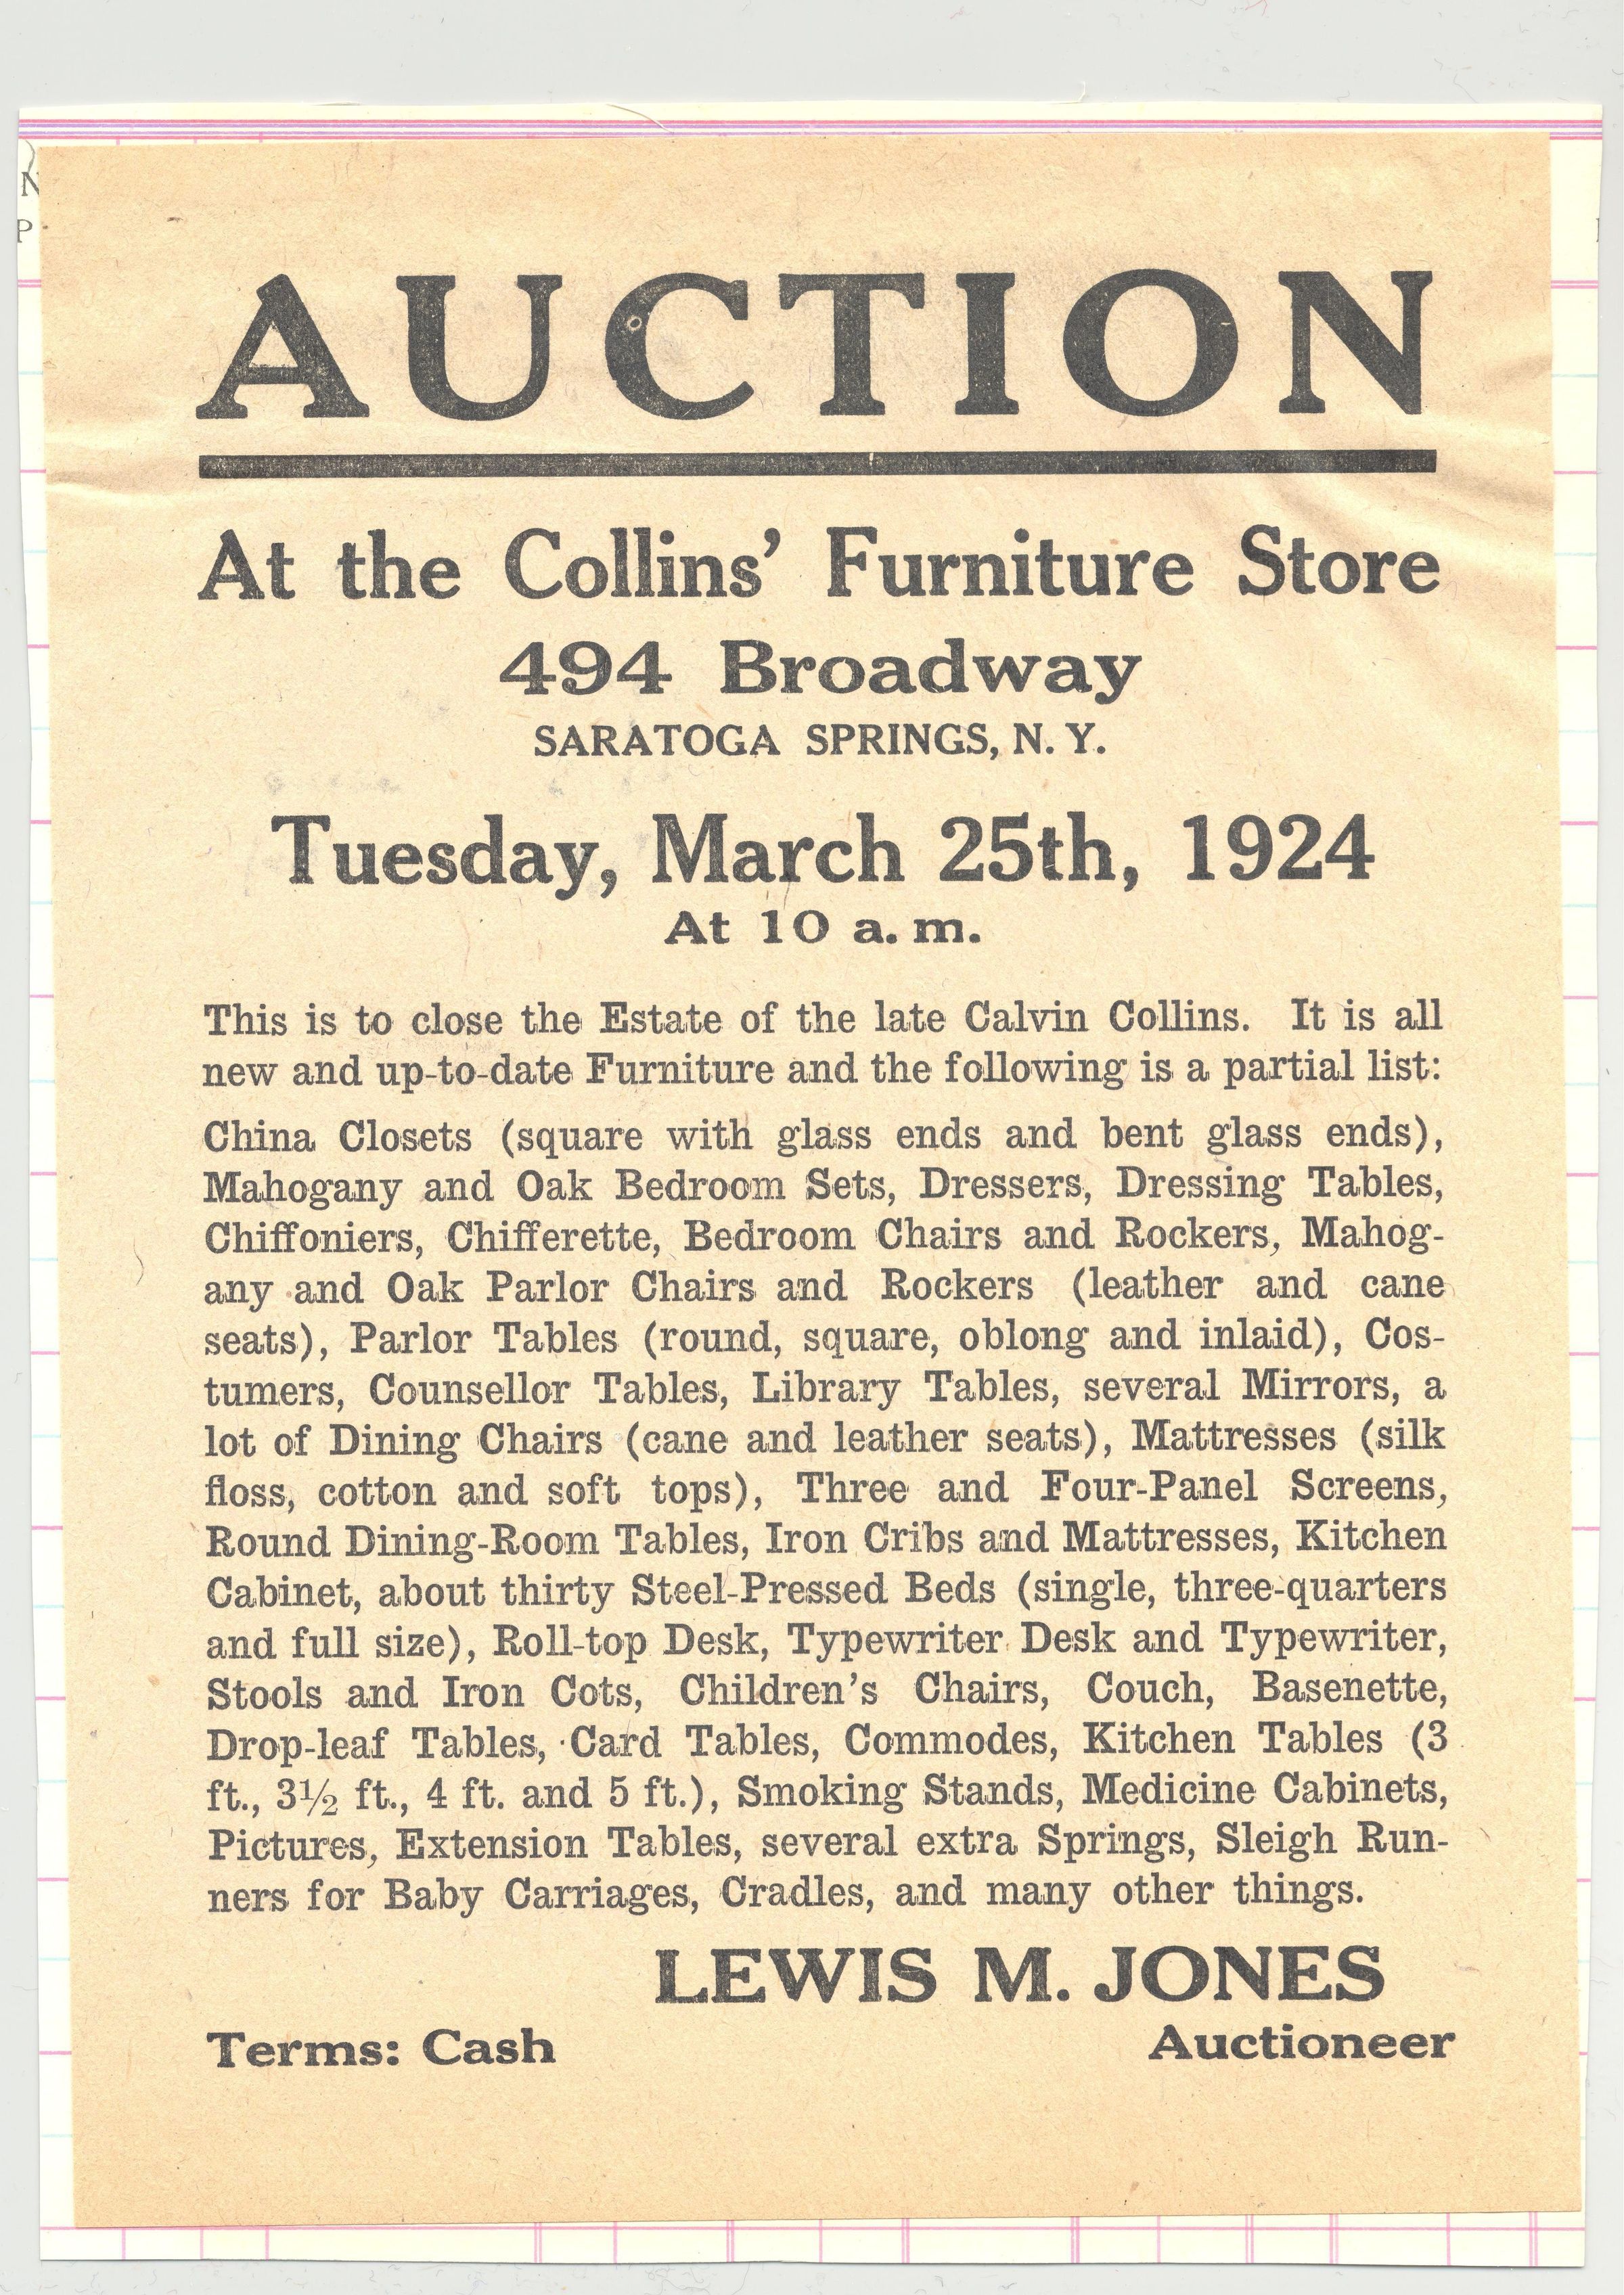 AUCTION
At the Collins’ Furniture Store
494 Broadway
SARATOGA SPRINGS, N. Y.
Tuesday, March 25th, 1924
At 10 a. m.
This is to close the Estate of the late Calvin Collins. It is all
new and up-to-date Furniture and the following is a partial list:
China Closets (square with glass ends and bent glass ends),
Mahogany and Oak Bedroom Sets, Dressers, Dressing Tables,
Chiffoniers, Chifferette, Bedroom Chairs and Rockers, Mahog-
any and Oak Parlor Chairs and Rockers (leather and cane
seats), Parlor Tables (round, square, oblong and inlaid), Cos-
tumers, Counsellor Tables, Library Tables, several Mirrors, a
lot of Dining Chairs (cane and leather seats), Mattresses (silk
floss, cotton and soft tops), Three and Four-Panel Screens,
Round Dining-Room Tables, Iron Cribs and Mattresses, Kitchen
Cabinet, about thirty Steel-Pressed Beds (single, three-quarters
and full size), Roll-top Desk, Typewriter Desk and Typewriter,
Stools and Iron Cots, Children’s Chairs, Couch, Basenette,
Drop-leaf Tables, Card Tables, Commodes, Kitchen Tables (3
ft., 3½ ft., 4 ft. and 5 ft.), Smoking Stands, Medicine Cabinets,
Pictures, Extension Tables, several extra Springs, Sleigh Run-
ners for Baby Carriages, Cradles, and many other things.
LEWIS M. JONES
Terms: Cash Auctioneer